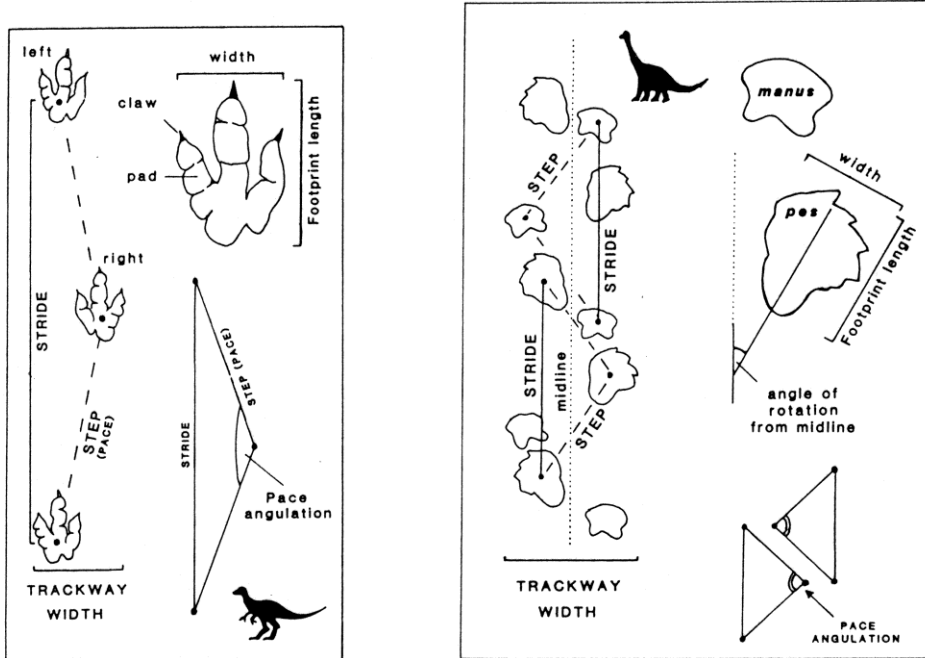 left
width
claw
pad
Footprint length
right
STRIDE
STEP
(PACE)
STEP (PACE)
STRIDE
Pace
angulation
TRACKWAY
WIDTH
manus
STEP
width
pes
STRIDE
Footprint length
STRIDE
midline
STEP
angle of
rotation
from midline
TRACKWAY
WIDTH
PACE
ANGULATION